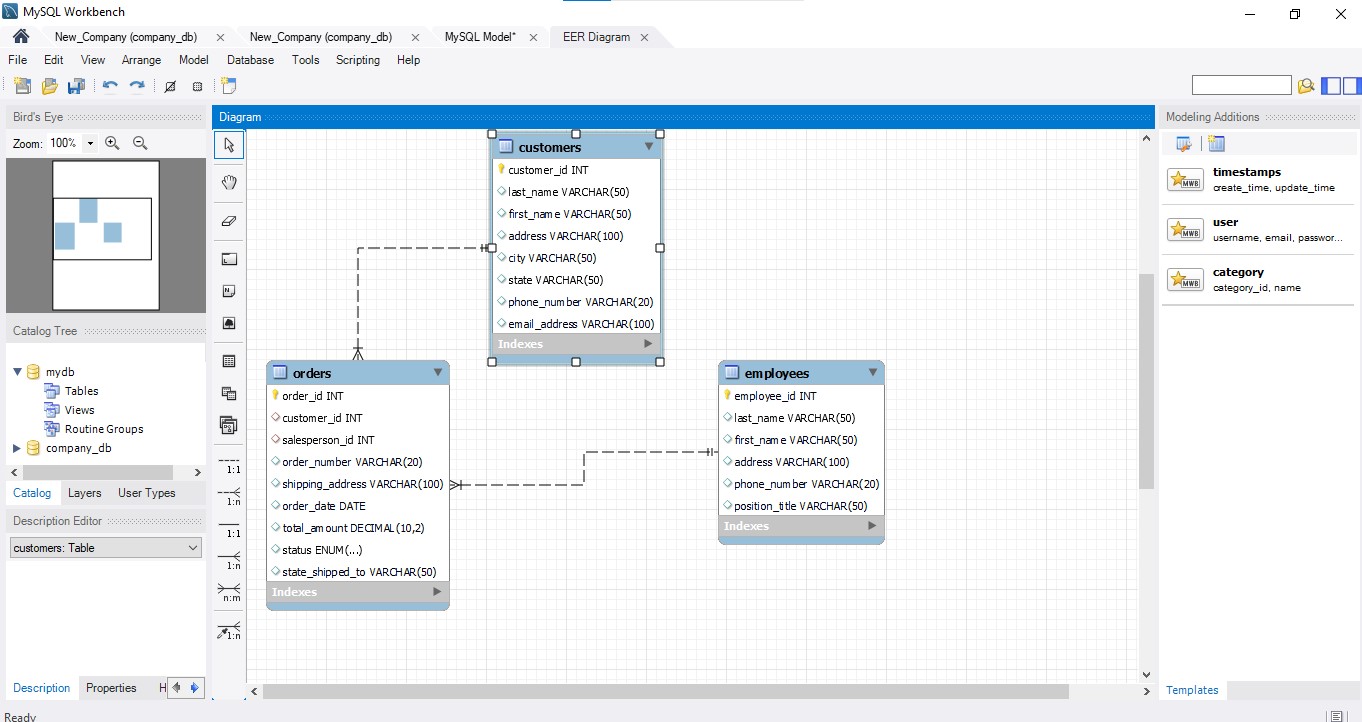 MySQL Workbench
New_Company (company_db)
New_Company (company_db)
MySQL Model*
EER Diagram
File Edit View Arrange Model Database Tools Scripting Help
Bird's Eye
Zoom: 100%
Catalog Tree
mydb
Tables
Views
Routine Groups
company_db
Catalog Layers User Types
Description Editor
customers: Table
Description Properties H
Ready
Diagram
1:1
1:n
1:1
1:n
n:m
1:n
customers
customer_id INT
last_name VARCHAR(50)
first_name VARCHAR(50)
address VARCHAR(100)
city VARCHAR(50)
state VARCHAR(50)
phone_number VARCHAR(20)
email_address VARCHAR(100)
Indexes
orders
order_id INT
customer_id INT
salesperson_id INT
order_number VARCHAR(20)
shipping_address VARCHAR(100)
order_date DATE
total_amount DECIMAL(10,2)
status ENUM(...)
state_shipped_to VARCHAR(50)
Indexes
employees
employee_id INT
last_name VARCHAR(50)
first_name VARCHAR(50)
address VARCHAR(100)
phone_number VARCHAR(20)
position_title VARCHAR(50)
Indexes
Modeling Additions
MWB
timestamps
create_time, update_time
MWB
user
username, email, passwor...
MWB
category
category_id, name
Templates